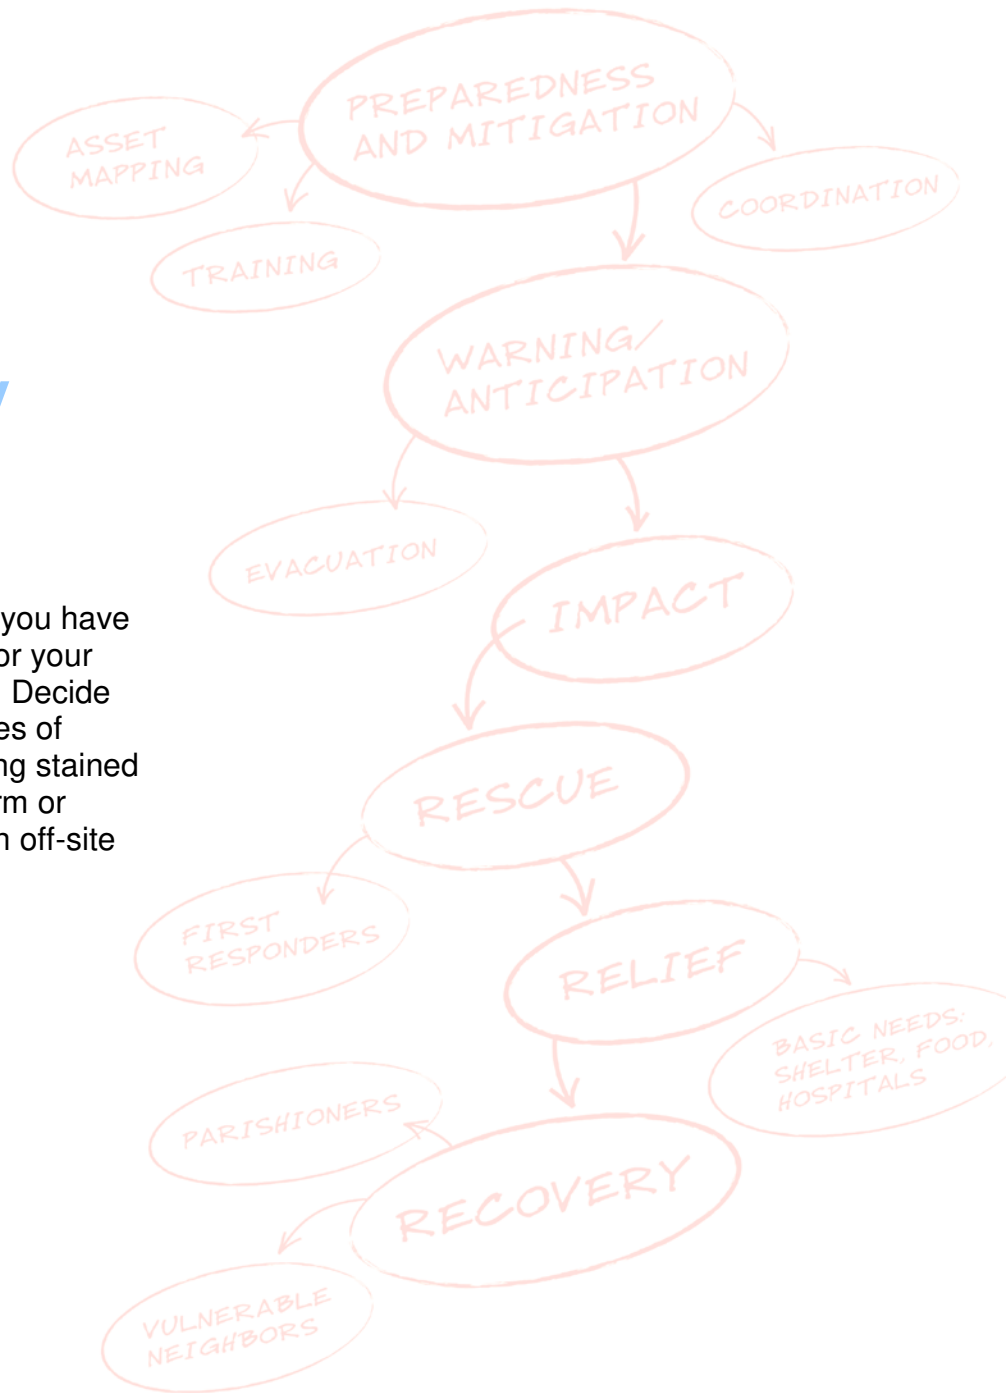 PREPAREDNESS
AND MITIGATION
ASSET
MAPPING
COORDINATION
TRAINING
WARNING/
ANTICIPATION
EVACUATION
IMPACT
you have
or your
Decide
es of
ng stained
rm or
n off-site
RESCUE
FIRST
RESPONDERS
RELIEF
BASIC NEEDS:
SHELTER, FOOD,
HOSPITALS
PARISHIONERS
RECOVERY
VULNERABLE
NEIGHBORS